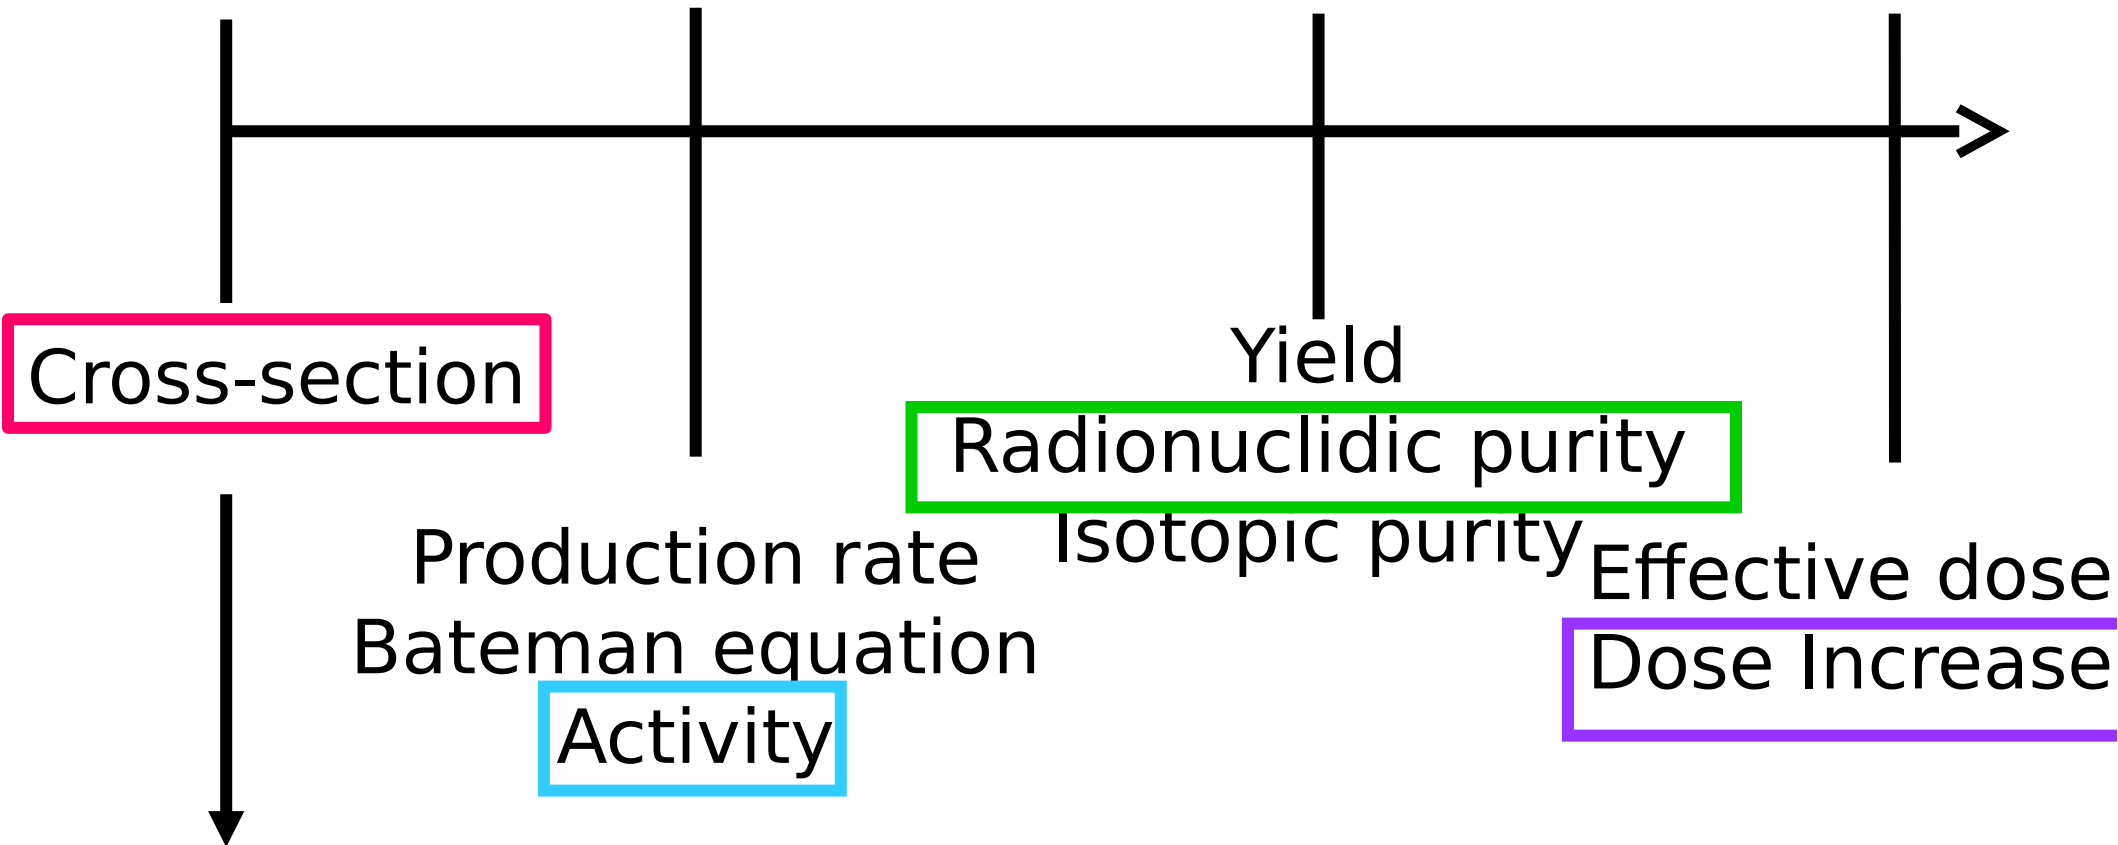 Cross-section
Production rate
Bateman equation
Activity
Yield
Radionuclidic purity
Isotopic purity
Effective dose
Dose Increase